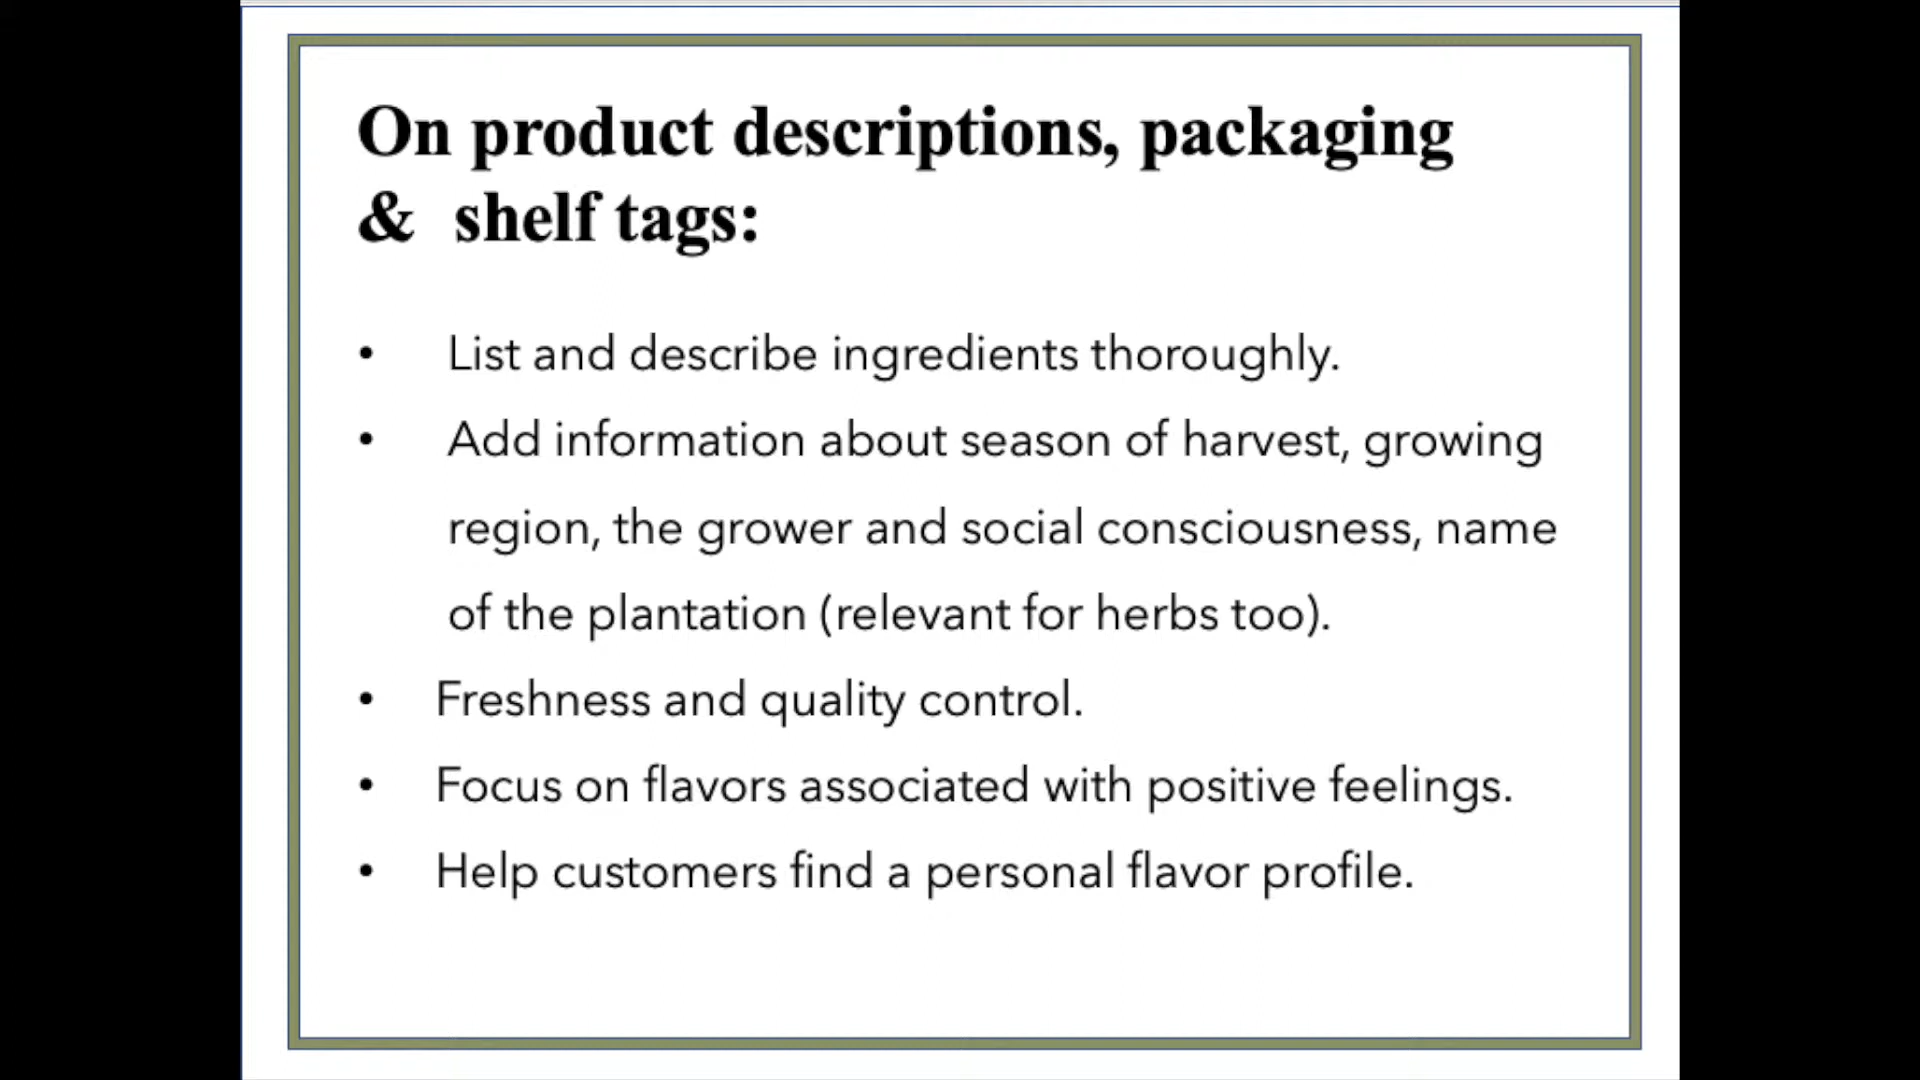 On product descriptions, packaging
& shelf tags:
• List and describe ingredients thoroughly.
• Add information about season of harvest, growing
region, the grower and social consciousness, name
of the plantation (relevant for herbs too).
• Freshness and quality control.
• Focus on flavors associated with positive feelings.
• Help customers find a personal flavor profile.